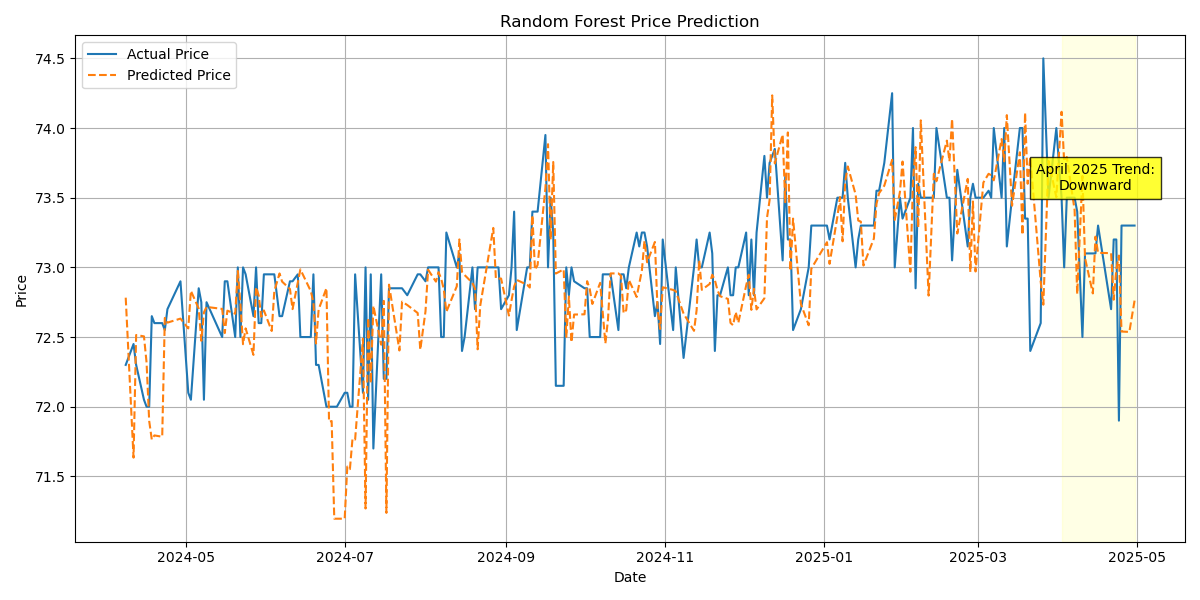 Random Forest Price Prediction
Actual Price
Predicted Price
April 2025 Trend:
Downward
74.5
74.0
73.5
73.0
72.5
72.0
71.5
Price
2024-05
2024-07
2024-09
2024-11
2025-01
2025-03
2025-05
Date